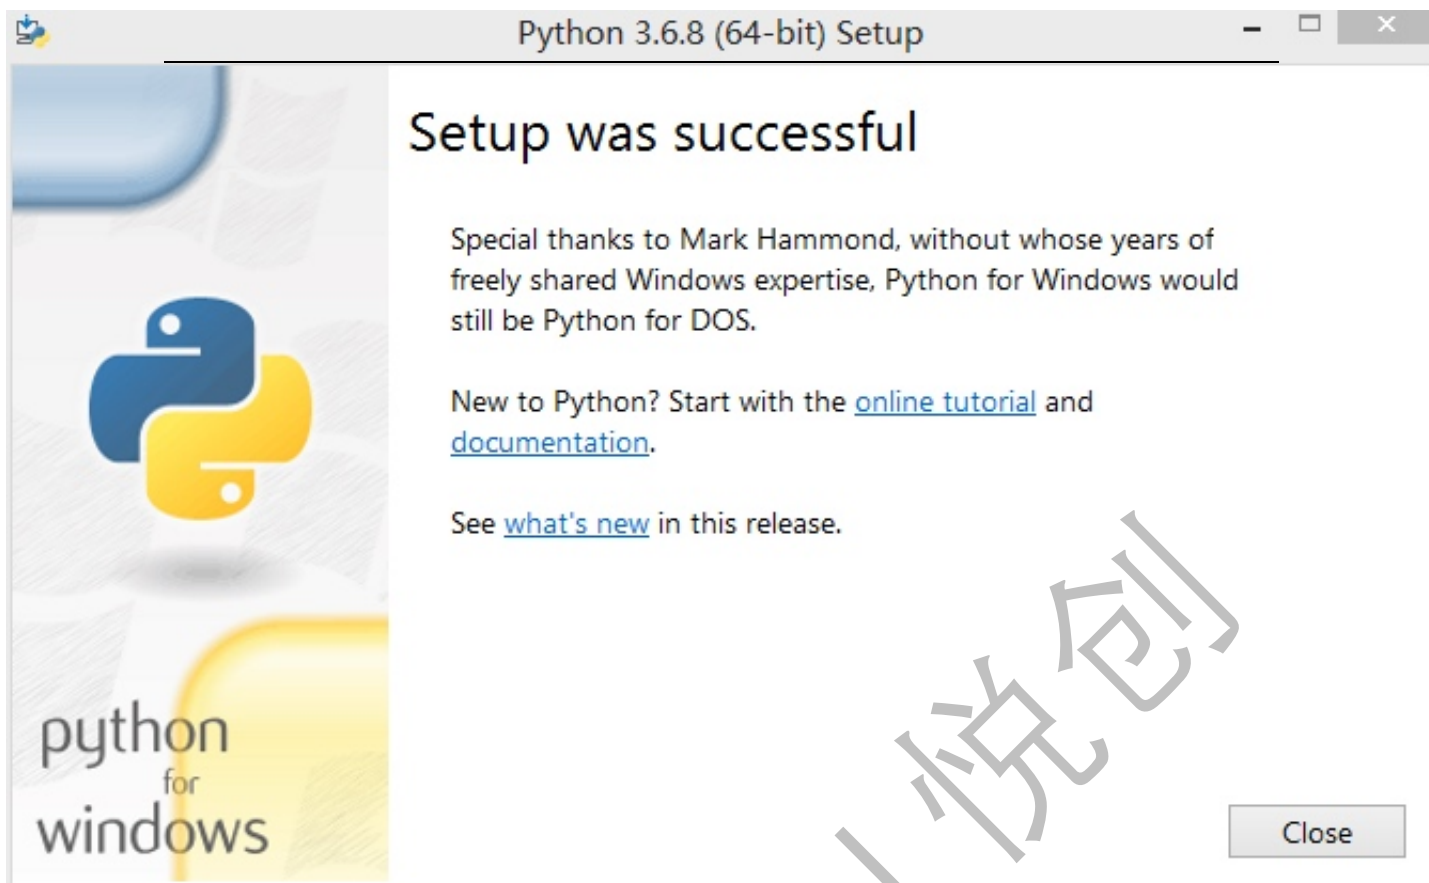 Python 3.6.8 (64-bit) Setup
Setup was successful
Special thanks to Mark Hammond, without whose years of
freely shared Windows expertise, Python for Windows would
still be Python for DOS.
New to Python? Start with the online tutorial and
documentation.
See what's new in this release.
悦创
python
for
windows
Close